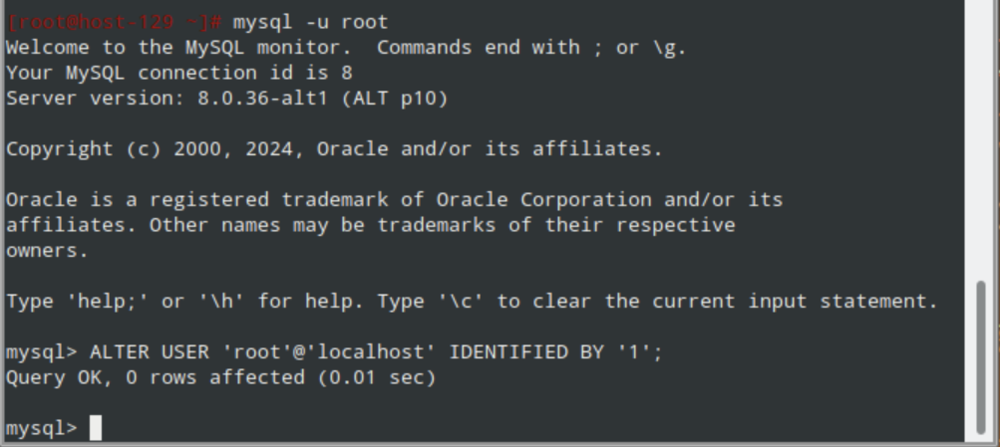 [root@host-129 ~]# mysql -u root
Welcome to the MySQL monitor.  Commands end with ; or \g.
Your MySQL connection id is 8
Server version: 8.0.36-alt1 (ALT p10)
Copyright (c) 2000, 2024, Oracle and/or its affiliates.
Oracle is a registered trademark of Oracle Corporation and/or its
affiliates. Other names may be trademarks of their respective
owners.
Type 'help;' or '\h' for help. Type '\c' to clear the current input statement.
mysql> ALTER USER 'root'@'localhost' IDENTIFIED BY '1';
Query OK, 0 rows affected (0.01 sec)
mysql>